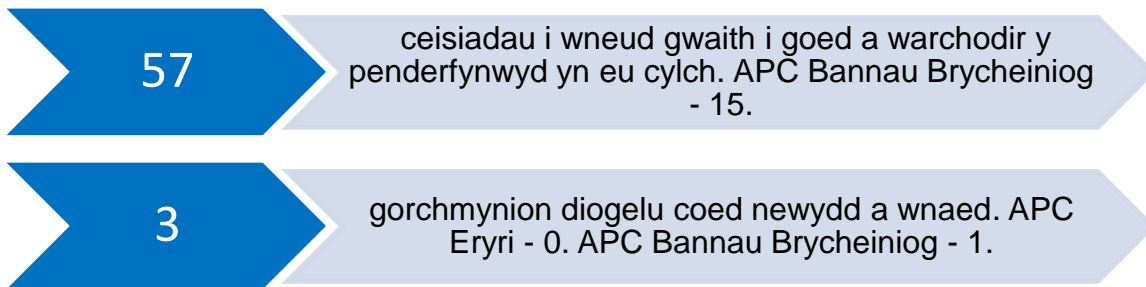 57
ceisiadau i wneud gwaith i goed a warchodir y
penderfynwyd yn eu cylch. APC Bannau Brycheiniog
- 15.
3
gorchmynion diogelu coed newydd a wnaed. APC
Eryri - 0. APC Bannau Brycheiniog - 1.